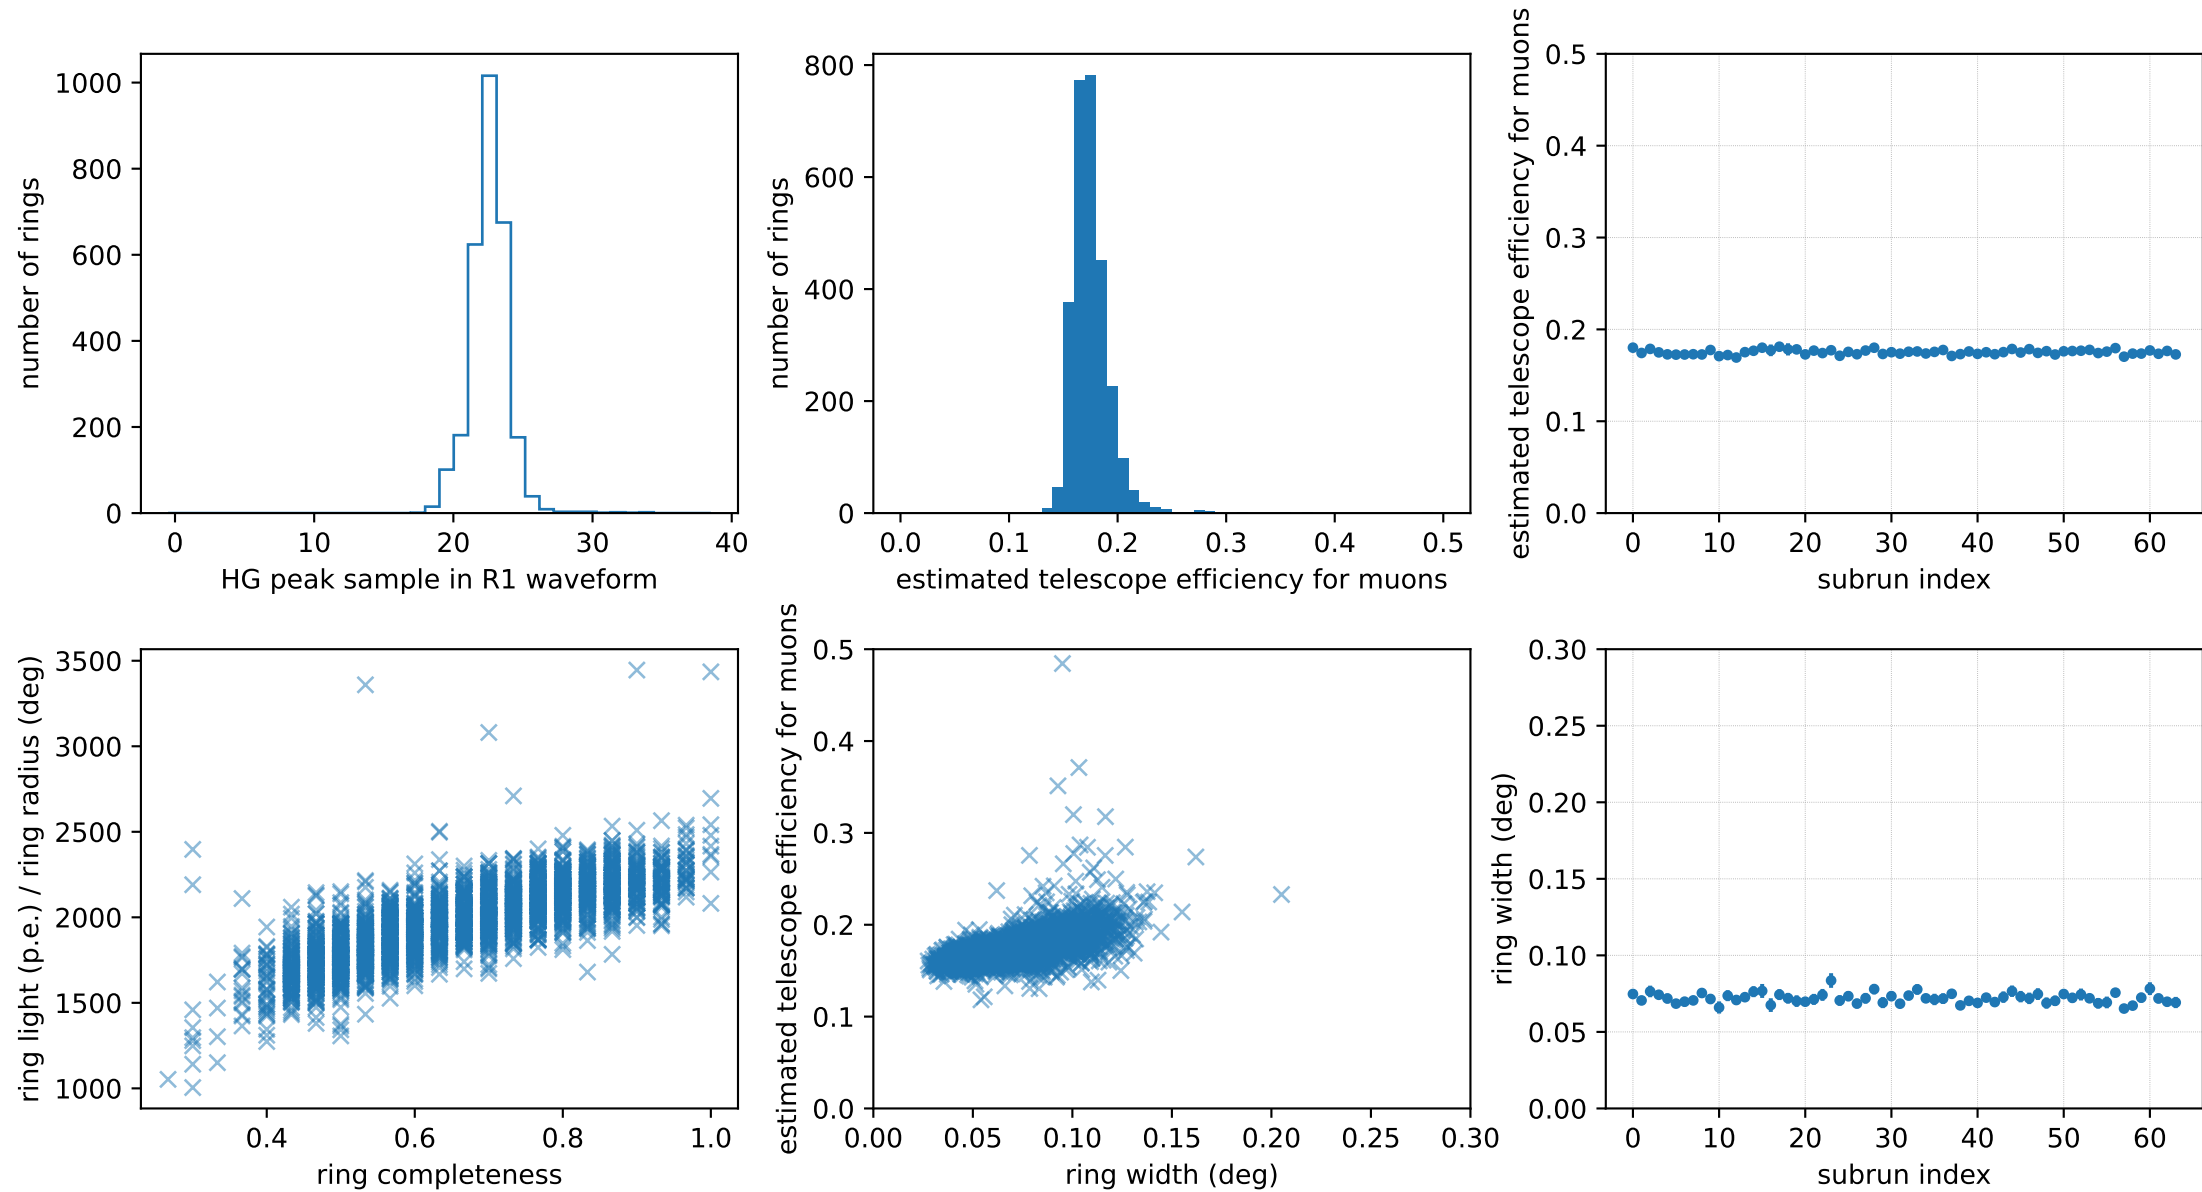 1000
800
600
400
200
0
number of rings
0 10 20 30 40
HG peak sample in R1 waveform
800
600
400
200
0
number of rings
0.0 0.1 0.2 0.3 0.4 0.5
estimated telescope efficiency for muons
0.5
0.4
0.3
0.2
0.1
0.0
estimated telescope efficiency for muons
0 10 20 30 40 50 60
subrun index
3500
3000
2500
2000
1500
1000
ring light (p.e.) / ring radius (deg)
0.4 0.6 0.8 1.0
ring completeness
0.5
0.4
0.3
0.2
0.1
0.0
estimated telescope efficiency for muons
0.00 0.05 0.10 0.15 0.20 0.25 0.30
ring width (deg)
0.30
0.25
0.20
0.15
0.10
0.05
0.00
ring width (deg)
0 10 20 30 40 50 60
subrun index